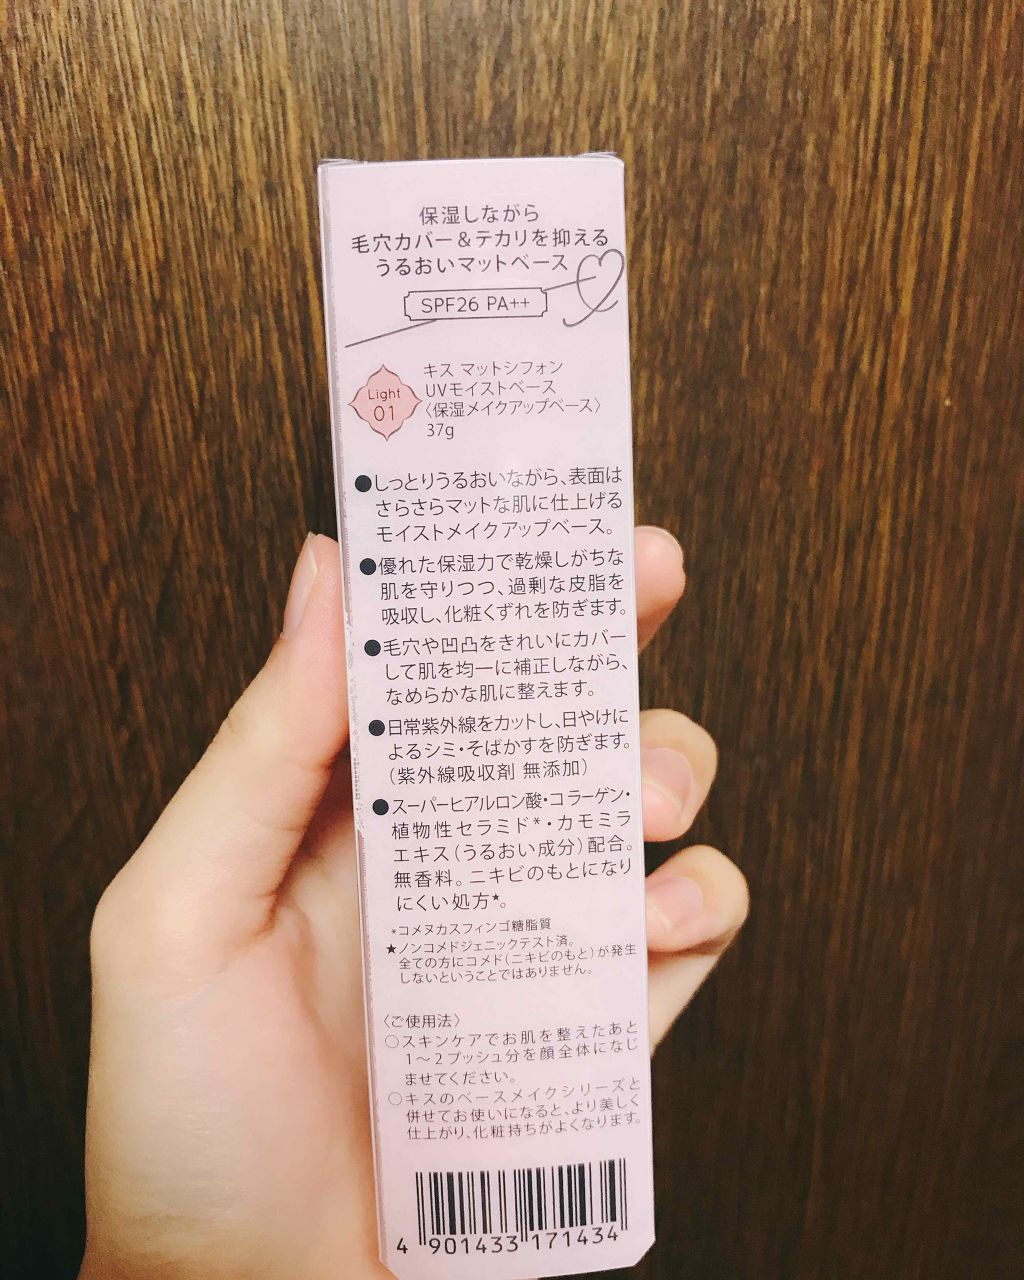 保湿しながら
毛穴カバー＆テカリを抑える
うるおいマットベース
SPF26 PA++
Light
01
キス マットシフォン
UVモイストベース
〈保湿メイクアップベース〉
37g
●しっとりうるおいながら、表面は
さらさらマットな肌に仕上げる
モイストメイクアップベース。
●優れた保湿力で乾燥しがちな
肌を守りつつ、過剰な皮脂を
吸収し、化粧くずれを防ぎます。
●毛穴や凹凸をきれいにカバー
して肌を均一に補正しながら、
なめらかな肌に整えます。
●日常紫外線をカットし、日やけに
よるシミ・そばかすを防ぎます。
（紫外線吸収剤 無添加）
●スーパーヒアルロン酸・コラーゲン・
植物性セラミド*・カモミラ
エキス（うるおい成分）配合。
無香料。ニキビのもとになり
にくい処方★。
*コメヌカスフィンゴ糖脂質
★ノンコメドジェニックテスト済。
全ての方にコメド（ニキビのもと）が発生
しないということではありません。
〈ご使用法〉
○スキンケアでお肌を整えたあと
1〜2プッシュ分を顔全体になじ
ませてください。
○キスのベースメイクシリーズと
併せてお使いになると、より美しく
仕上がり、化粧持ちがよくなります。
4 901433 171434